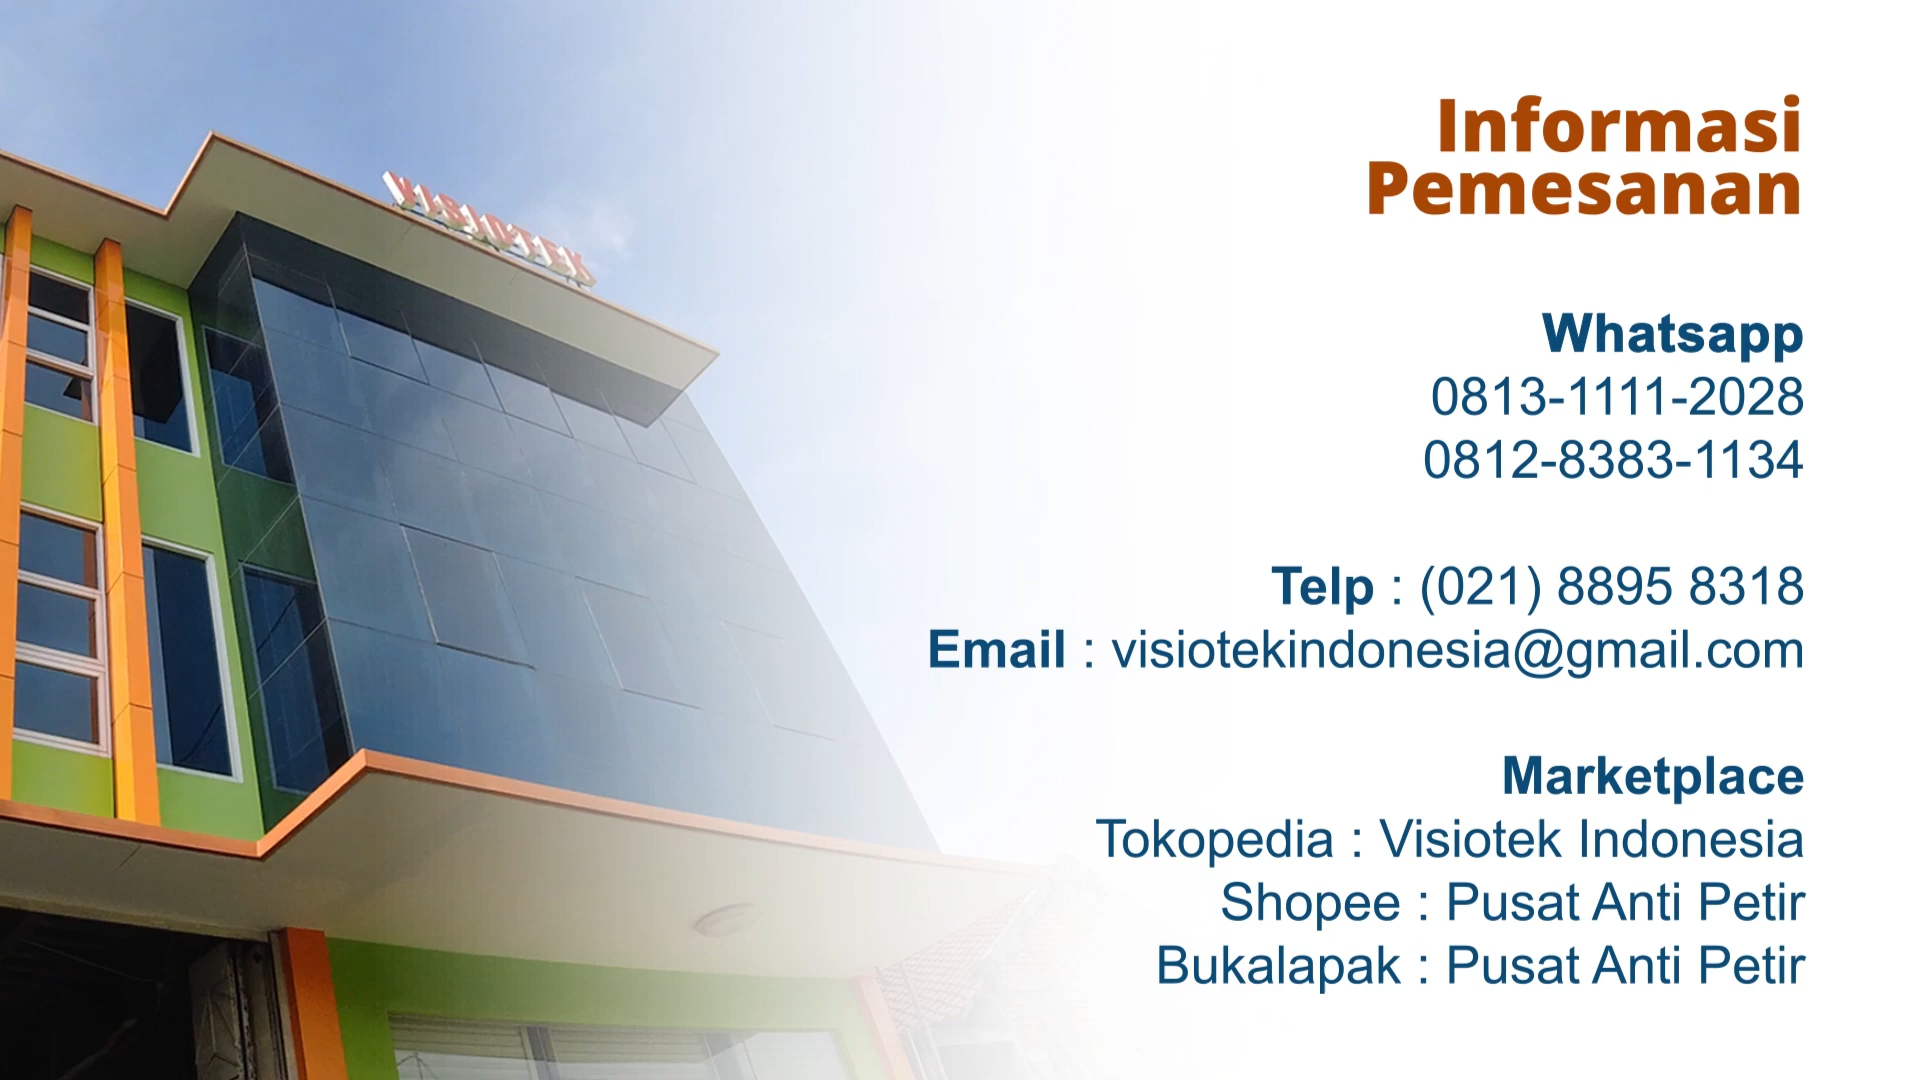 VISIOTEK
Informasi
Pemesanan
Whatsapp
0813-1111-2028
0812-8383-1134
Telp : (021) 8895 8318
Email : visiotekindonesia@gmail.com
Marketplace
Tokopedia : Visiotek Indonesia
Shopee : Pusat Anti Petir
Bukalapak : Pusat Anti Petir